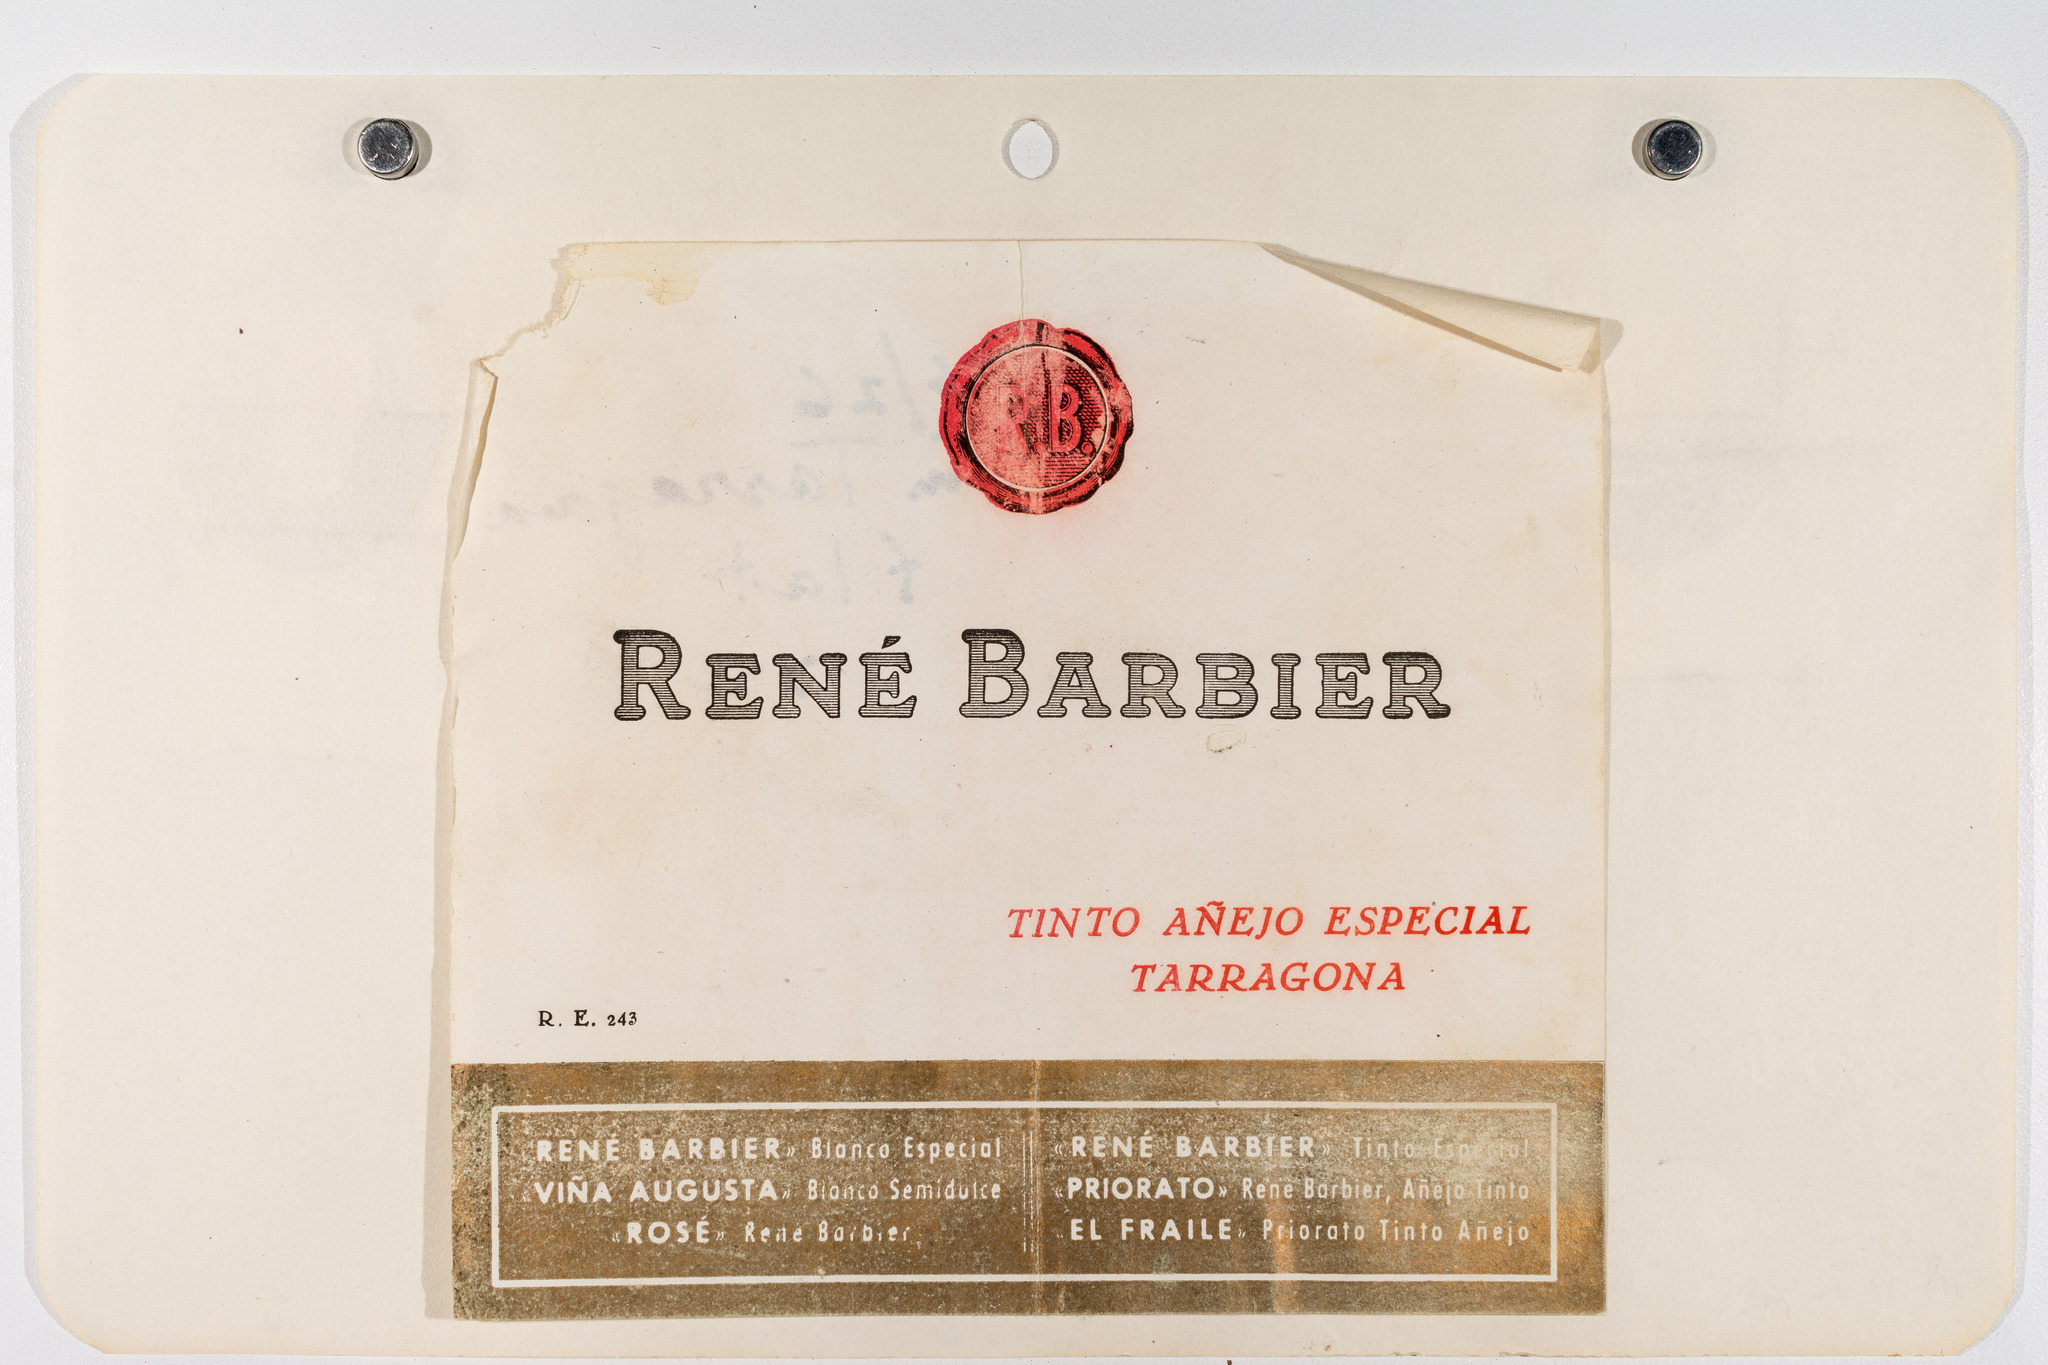 R.B.
RENÉ BARBIER
TINTO AÑEJO ESPECIAL
TARRAGONA
R. E. 243
«RENÉ BARBIER» Blanco Especial
«VIÑA AUGUSTA» Blanco Semidulce
«ROSÉ» René Barbier
«RENÉ BARBIER» Tinto Especial
«PRIORATO» René Barbier, Añejo Tinto
«EL FRAILE» Priorato Tinto Añejo